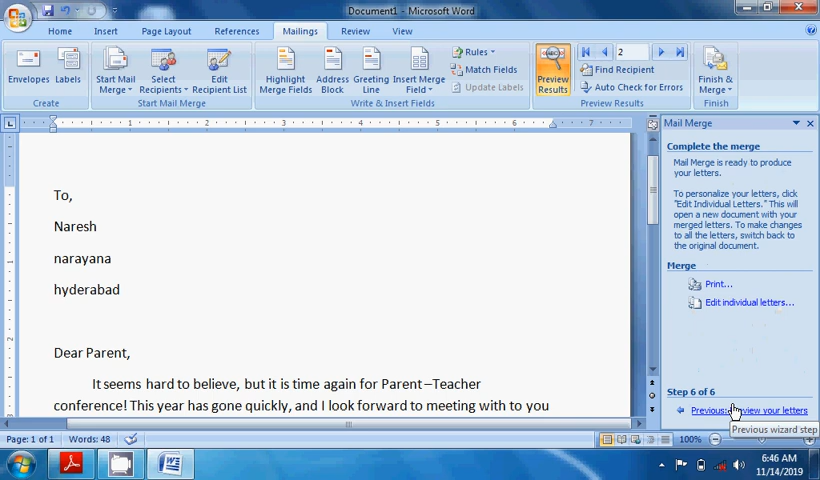 Document1 - Microsoft Word
Home Insert Page Layout References Mailings Review View
Envelopes Labels
Create
Start Mail Merge
Select Recipients
Edit Recipient List
Start Mail Merge
Highlight Merge Fields
Address Block
Greeting Line
Insert Merge Field
Rules
Match Fields
Update Labels
Write & Insert Fields
Preview Results
2
Find Recipient
Auto Check for Errors
Preview Results
Finish & Merge
Finish
1 2 3 4 5 6 7
To,
Naresh
narayana
hyderabad
Dear Parent,
It seems hard to believe, but it is time again for Parent –Teacher
conference! This year has gone quickly, and I look forward to meeting with to you
Mail Merge
Complete the merge
Mail Merge is ready to produce
your letters.
To personalize your letters, click
"Edit Individual Letters." This will
open a new document with your
merged letters. To make changes
to all the letters, switch back to
the original document.
Merge
Print...
Edit individual letters...
Step 6 of 6
Previous: Preview your letters
Previous wizard step
Page: 1 of 1 Words: 48 100%
6:46 AM
11/14/2019